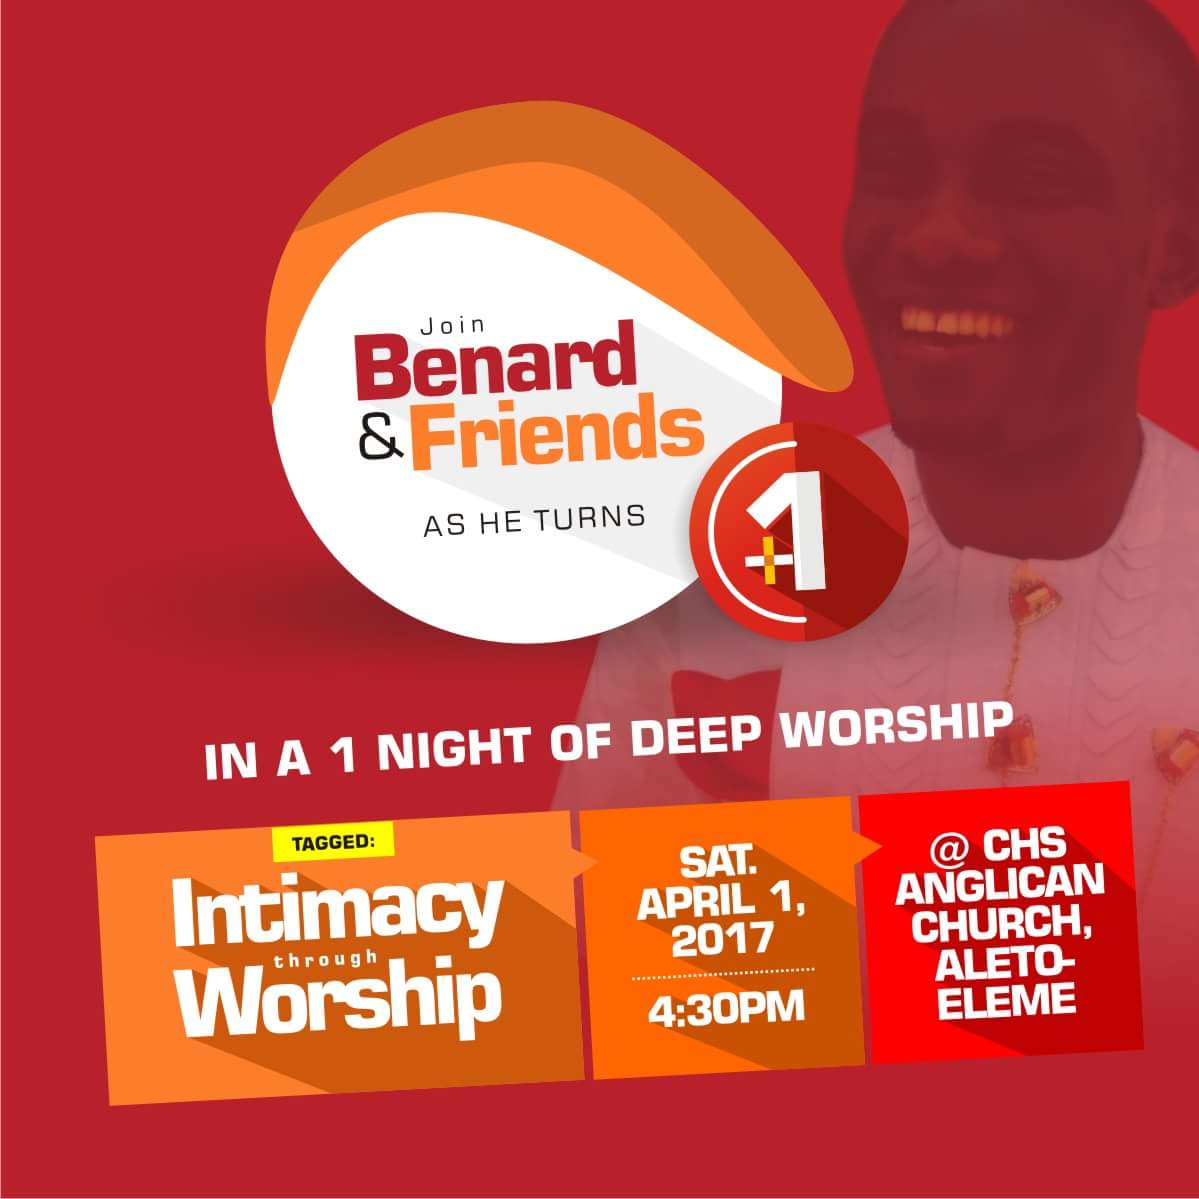 Join
Benard
& Friends
AS HE TURNS
+1
IN A 1 NIGHT OF DEEP WORSHIP
TAGGED:
Intimacy
through
Worship
SAT.
APRIL 1,
2017
4:30PM
@ CHS
ANGLICAN
CHURCH,
ALETO-
ELEME